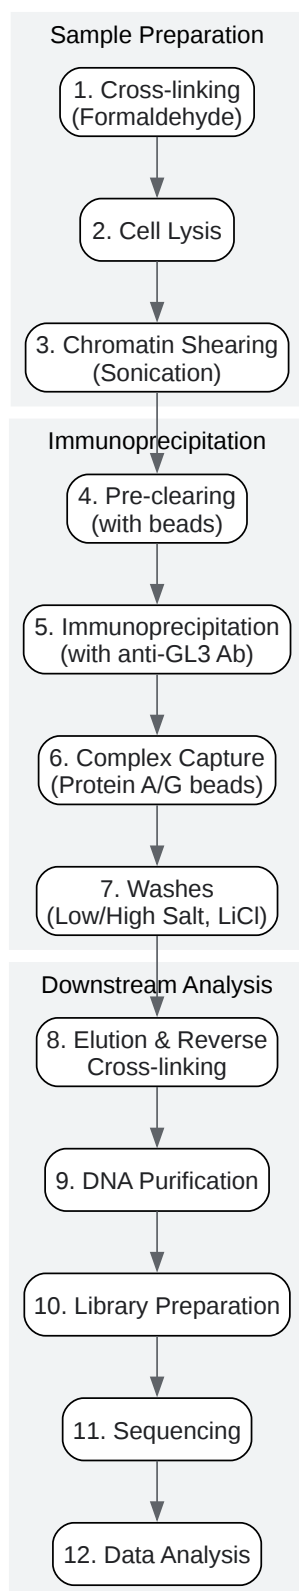 Sample Preparation
1. Cross-linking
(Formaldehyde)
2. Cell Lysis
3. Chromatin Shearing
(Sonication)
Immunoprecipitation
4. Pre-clearing
(with beads)
5. Immunoprecipitation
(with anti-GL3 Ab)
6. Complex Capture
(Protein A/G beads)
7. Washes
(Low/High Salt, LiCl)
Downstream Analysis
8. Elution & Reverse
Cross-linking
9. DNA Purification
10. Library Preparation
11. Sequencing
12. Data Analysis